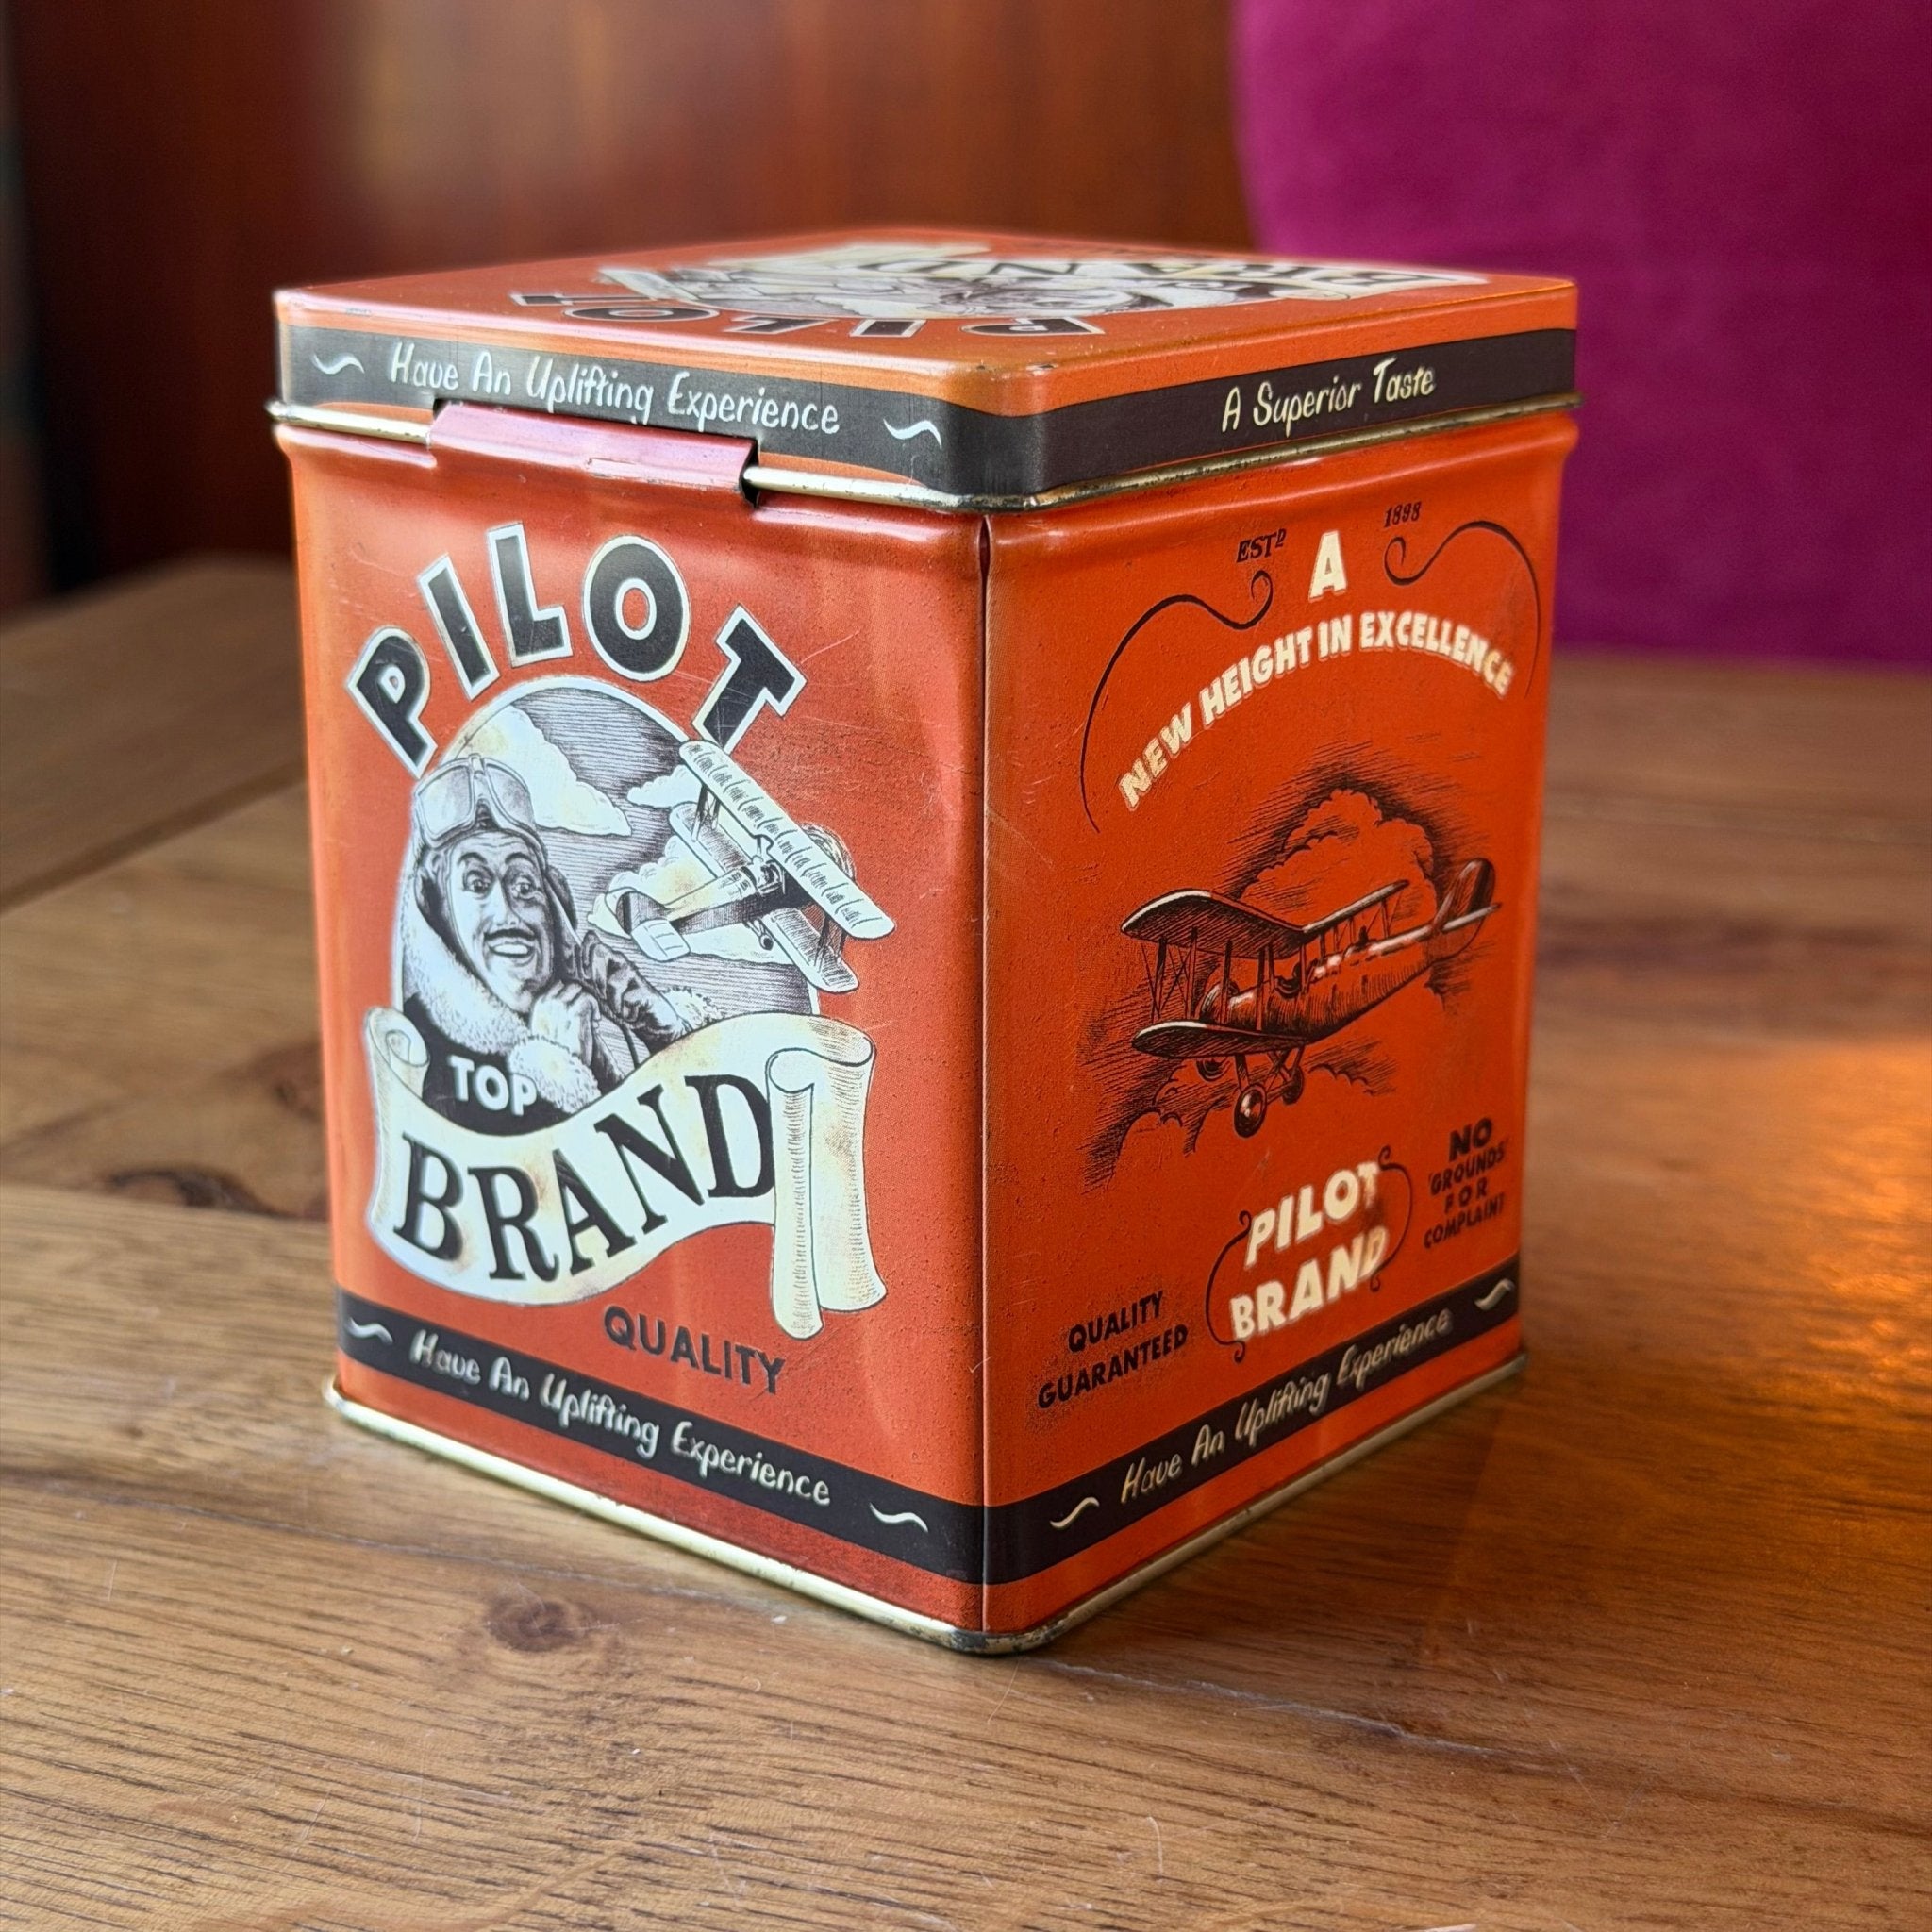 PILOT
BRAND
Have An Uplifting Experience
A Superior Taste
PILOT
TOP
BRAND
QUALITY
Have An Uplifting Experience
ESTD 1898
A
NEW HEIGHT IN EXCELLENCE
PILOT
BRAND
NO
'GROUNDS'
FOR
COMPLAINT
QUALITY
GUARANTEED
Have An Uplifting Experience